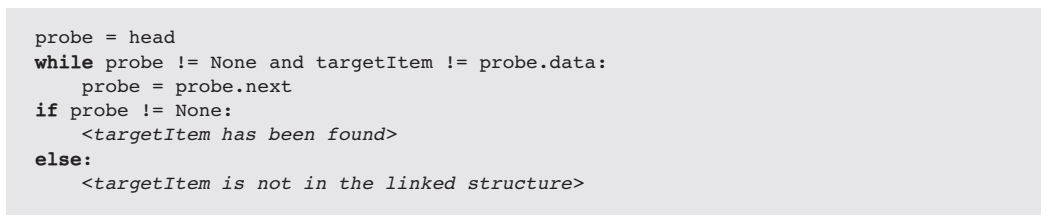 probe = head
while probe != None and targetItem != probe.data:
    probe = probe.next
if probe != None:
    <targetItem has been found>
else:
    <targetItem is not in the linked structure>